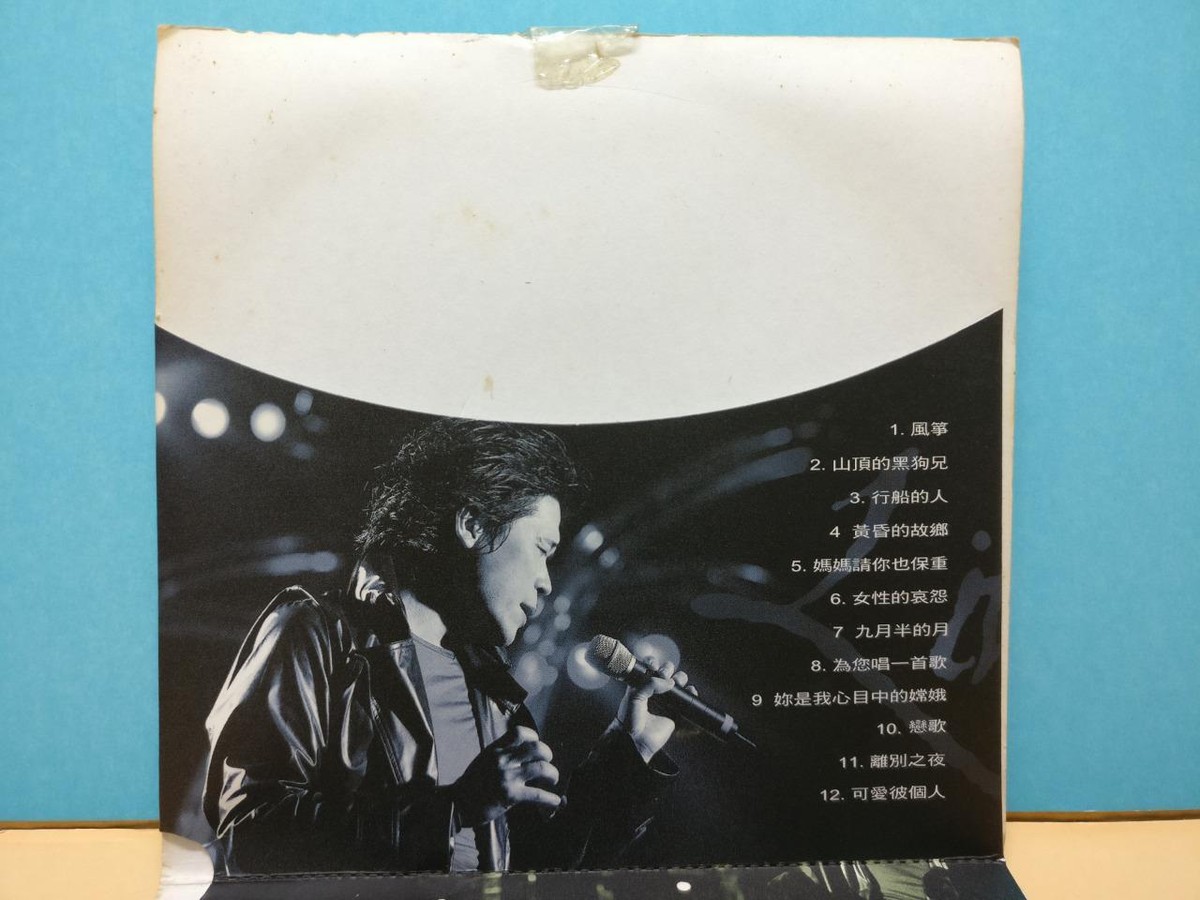 1. 風箏
2. 山頂的黑狗兄
3. 行船的人
4 黃昏的故鄉
5. 媽媽請你也保重
6. 女性的哀怨
7 九月半的月
8. 為您唱一首歌
9 妳是我心目中的嫦娥
10. 戀歌
11. 離別之夜
12. 可愛彼個人